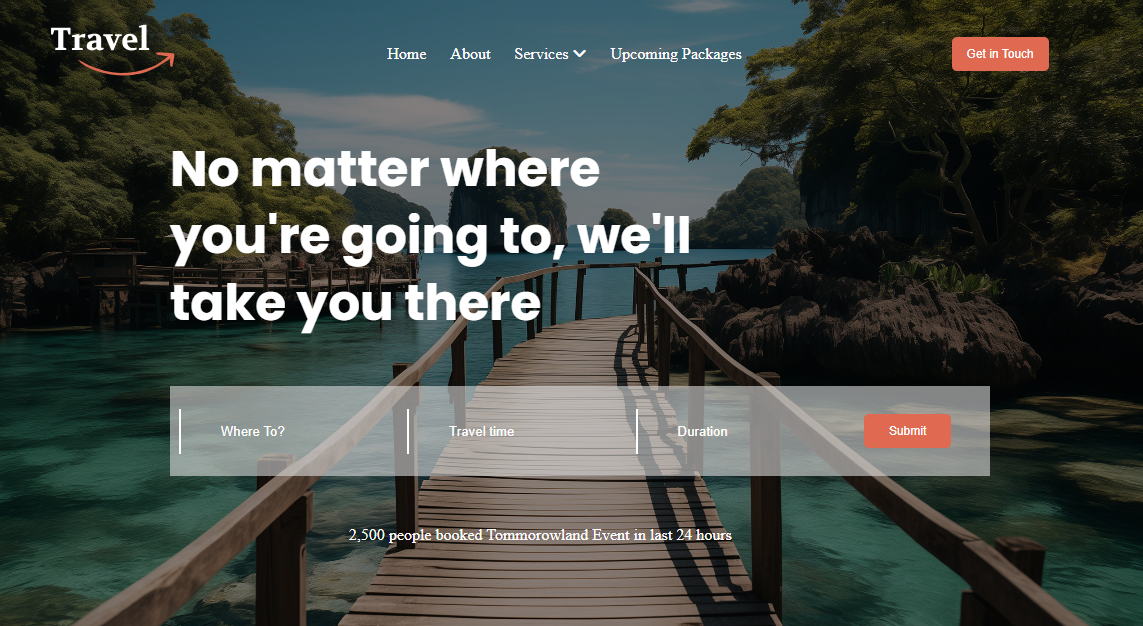 Travel
Home About Services Upcoming Packages
Get in Touch
No matter where
you're going to, we'll
take you there
Where To? Travel time Duration Submit
2,500 people booked Tommorowland Event in last 24 hours